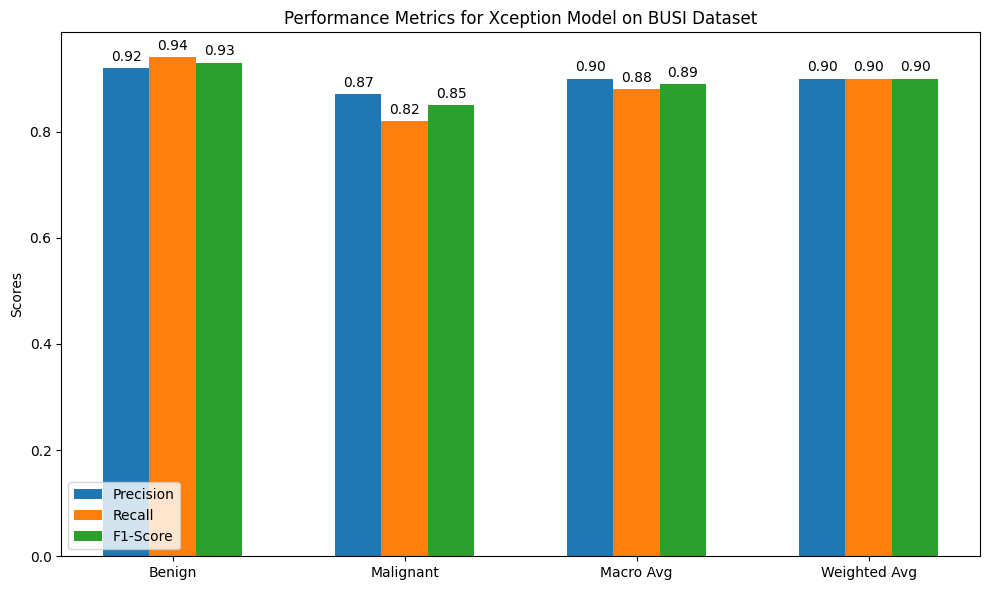 Performance Metrics for Xception Model on BUSI Dataset
0.92 0.94 0.93 0.87 0.82 0.85 0.90 0.88 0.89 0.90 0.90 0.90
Scores
0.8
0.6
0.4
0.2
0.0
Precision
Recall
F1-Score
Benign Malignant Macro Avg Weighted Avg